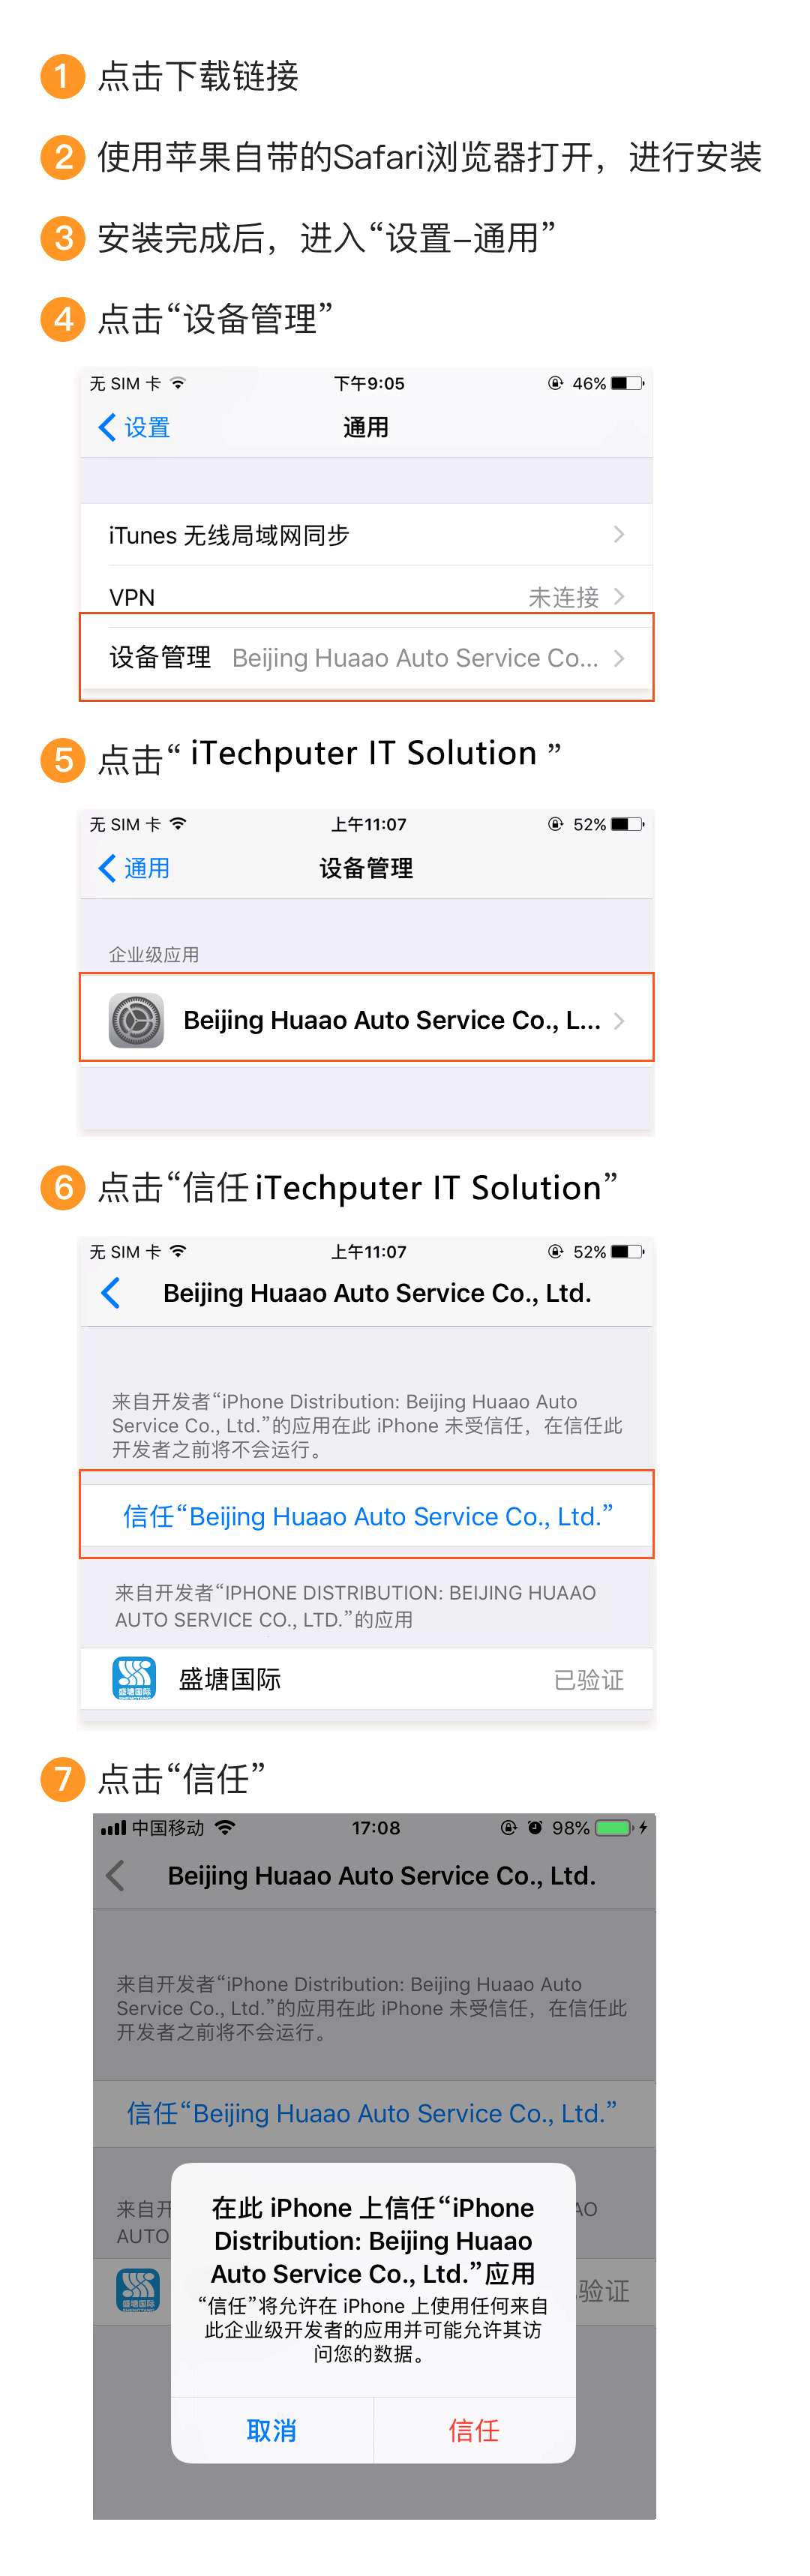 1 点击下载链接
2 使用苹果自带的Safari浏览器打开，进行安装
3 安装完成后，进入“设置–通用”
4 点击“设备管理”
无 SIM 卡 下午9:05 46%
设置 通用
iTunes 无线局域网同步
VPN 未连接
设备管理 Beijing Huaao Auto Service Co...
5 点击“ iTechputer IT Solution ”
无 SIM 卡 上午11:07 52%
通用 设备管理
企业级应用
Beijing Huaao Auto Service Co., L...
6 点击“信任 iTechputer IT Solution”
无 SIM 卡 上午11:07 52%
Beijing Huaao Auto Service Co., Ltd.
来自开发者“iPhone Distribution: Beijing Huaao Auto
Service Co., Ltd.”的应用在此 iPhone 未受信任，在信任此
开发者之前将不会运行。
信任“Beijing Huaao Auto Service Co., Ltd.”
来自开发者“IPHONE DISTRIBUTION: BEIJING HUAAO
AUTO SERVICE CO., LTD.”的应用
盛塘国际
盛塘国际 已验证
7 点击“信任”
中国移动 17:08 98%
Beijing Huaao Auto Service Co., Ltd.
来自开发者“iPhone Distribution: Beijing Huaao Auto
Service Co., Ltd.”的应用在此 iPhone 未受信任，在信任此
开发者之前将不会运行。
信任“Beijing Huaao Auto Service Co., Ltd.”
来自开 AO
AUTO
盛塘国际
验证
在此 iPhone 上信任“iPhone
Distribution: Beijing Huaao
Auto Service Co., Ltd.”应用
“信任”将允许在 iPhone 上使用任何来自
此企业级开发者的应用并可能允许其访
问您的数据。
取消 信任